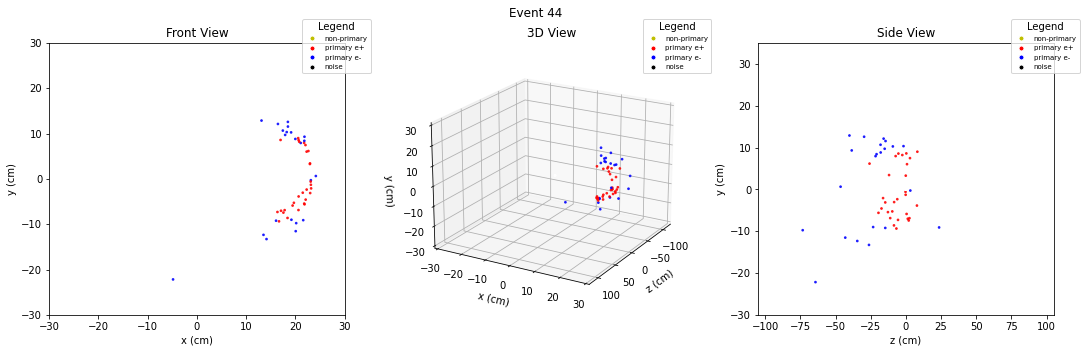 Event 44
Front View
y (cm)
30
20
10
0
−10
−20
−30
−30 −20 −10 0 10 20 30
x (cm)
Legend
non-primary
primary e+
primary e-
noise
3D View
y (cm)
30
20
10
0
−10
−20
−30
−30 −20 −10 0 10 20 30
x (cm)
−100
−50
0
50
100
z (cm)
Legend
non-primary
primary e+
primary e-
noise
Side View
y (cm)
30
20
10
0
−10
−20
−30
−100 −75 −50 −25 0 25 50 75 100
z (cm)
Legend
non-primary
primary e+
primary e-
noise